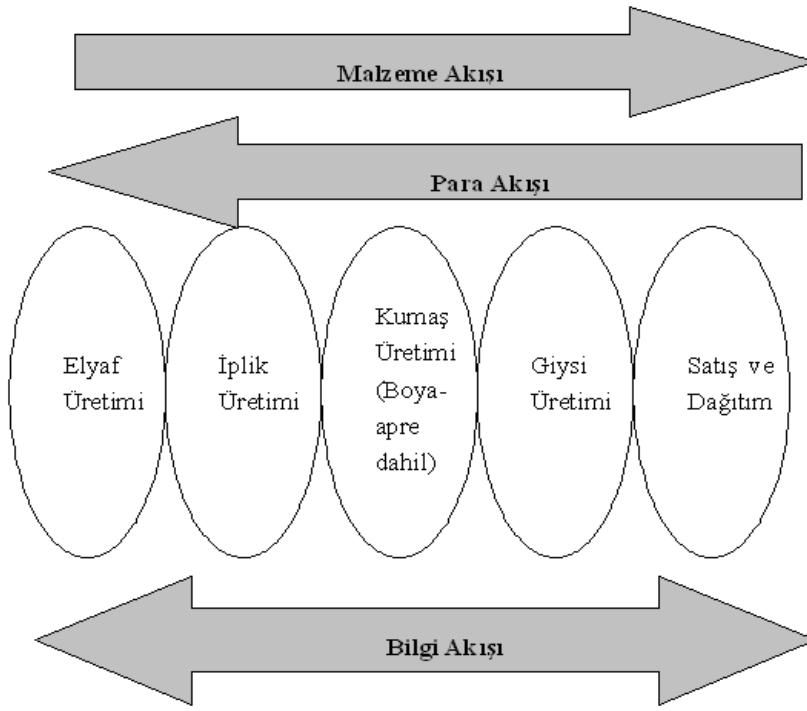 Malzeme Akışı
Para Akışı
Elyaf
Üretimi
İplik
Üretimi
Kumaş
Üretimi
(Boya-
apre
dahil)
Giysi
Üretimi
Satış ve
Dağıtım
Bilgi Akışı